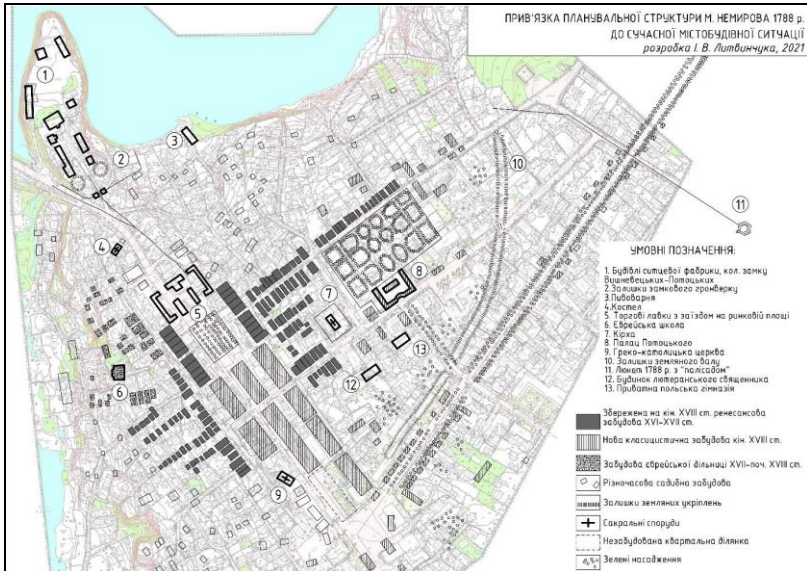 ПРИВ'ЯЗКА ПЛАНУВАЛЬНОЇ СТРУКТУРИ М. НЕМИРОВА 1788 р.
ДО СУЧАСНОЇ МІСТОБУДІВНОЇ СИТУАЦІЇ
розробка І. В. Литвинчука, 2021
1
2
3
4
5
6
7
8
9
10
11
12
13
УМОВНІ ПОЗНАЧЕННЯ:
1. Будівлі ситцевої фабрики, кол. замку
Вишневецьких-Потоцьких
2. Залишки замкового гронверку
3. Пивоварня
4. Костел
5. Торгові лавки з заїздом на ринковій площі
6. Єврейська школа
7. Кірха
8. Палац Потоцького
9. Греко-католицька церква
10. Залишки земляного валу
11. Люнет 1788 р. з "палісадом"
12. Будинок лютеранського священника
13. Приватна польська гімназія
Збережена на кін. XVIII ст. ренесансова
забудова XVI-XVII ст.
Нова класицистична забудова кін. XVIII ст.
Забудова єврейської дільниці XVII-поч. XVIII ст.
Різночасова садибна забудова
Залишки земляних укріплень
Сакральні споруди
Незабудована квартальна ділянка
Зелені насадження